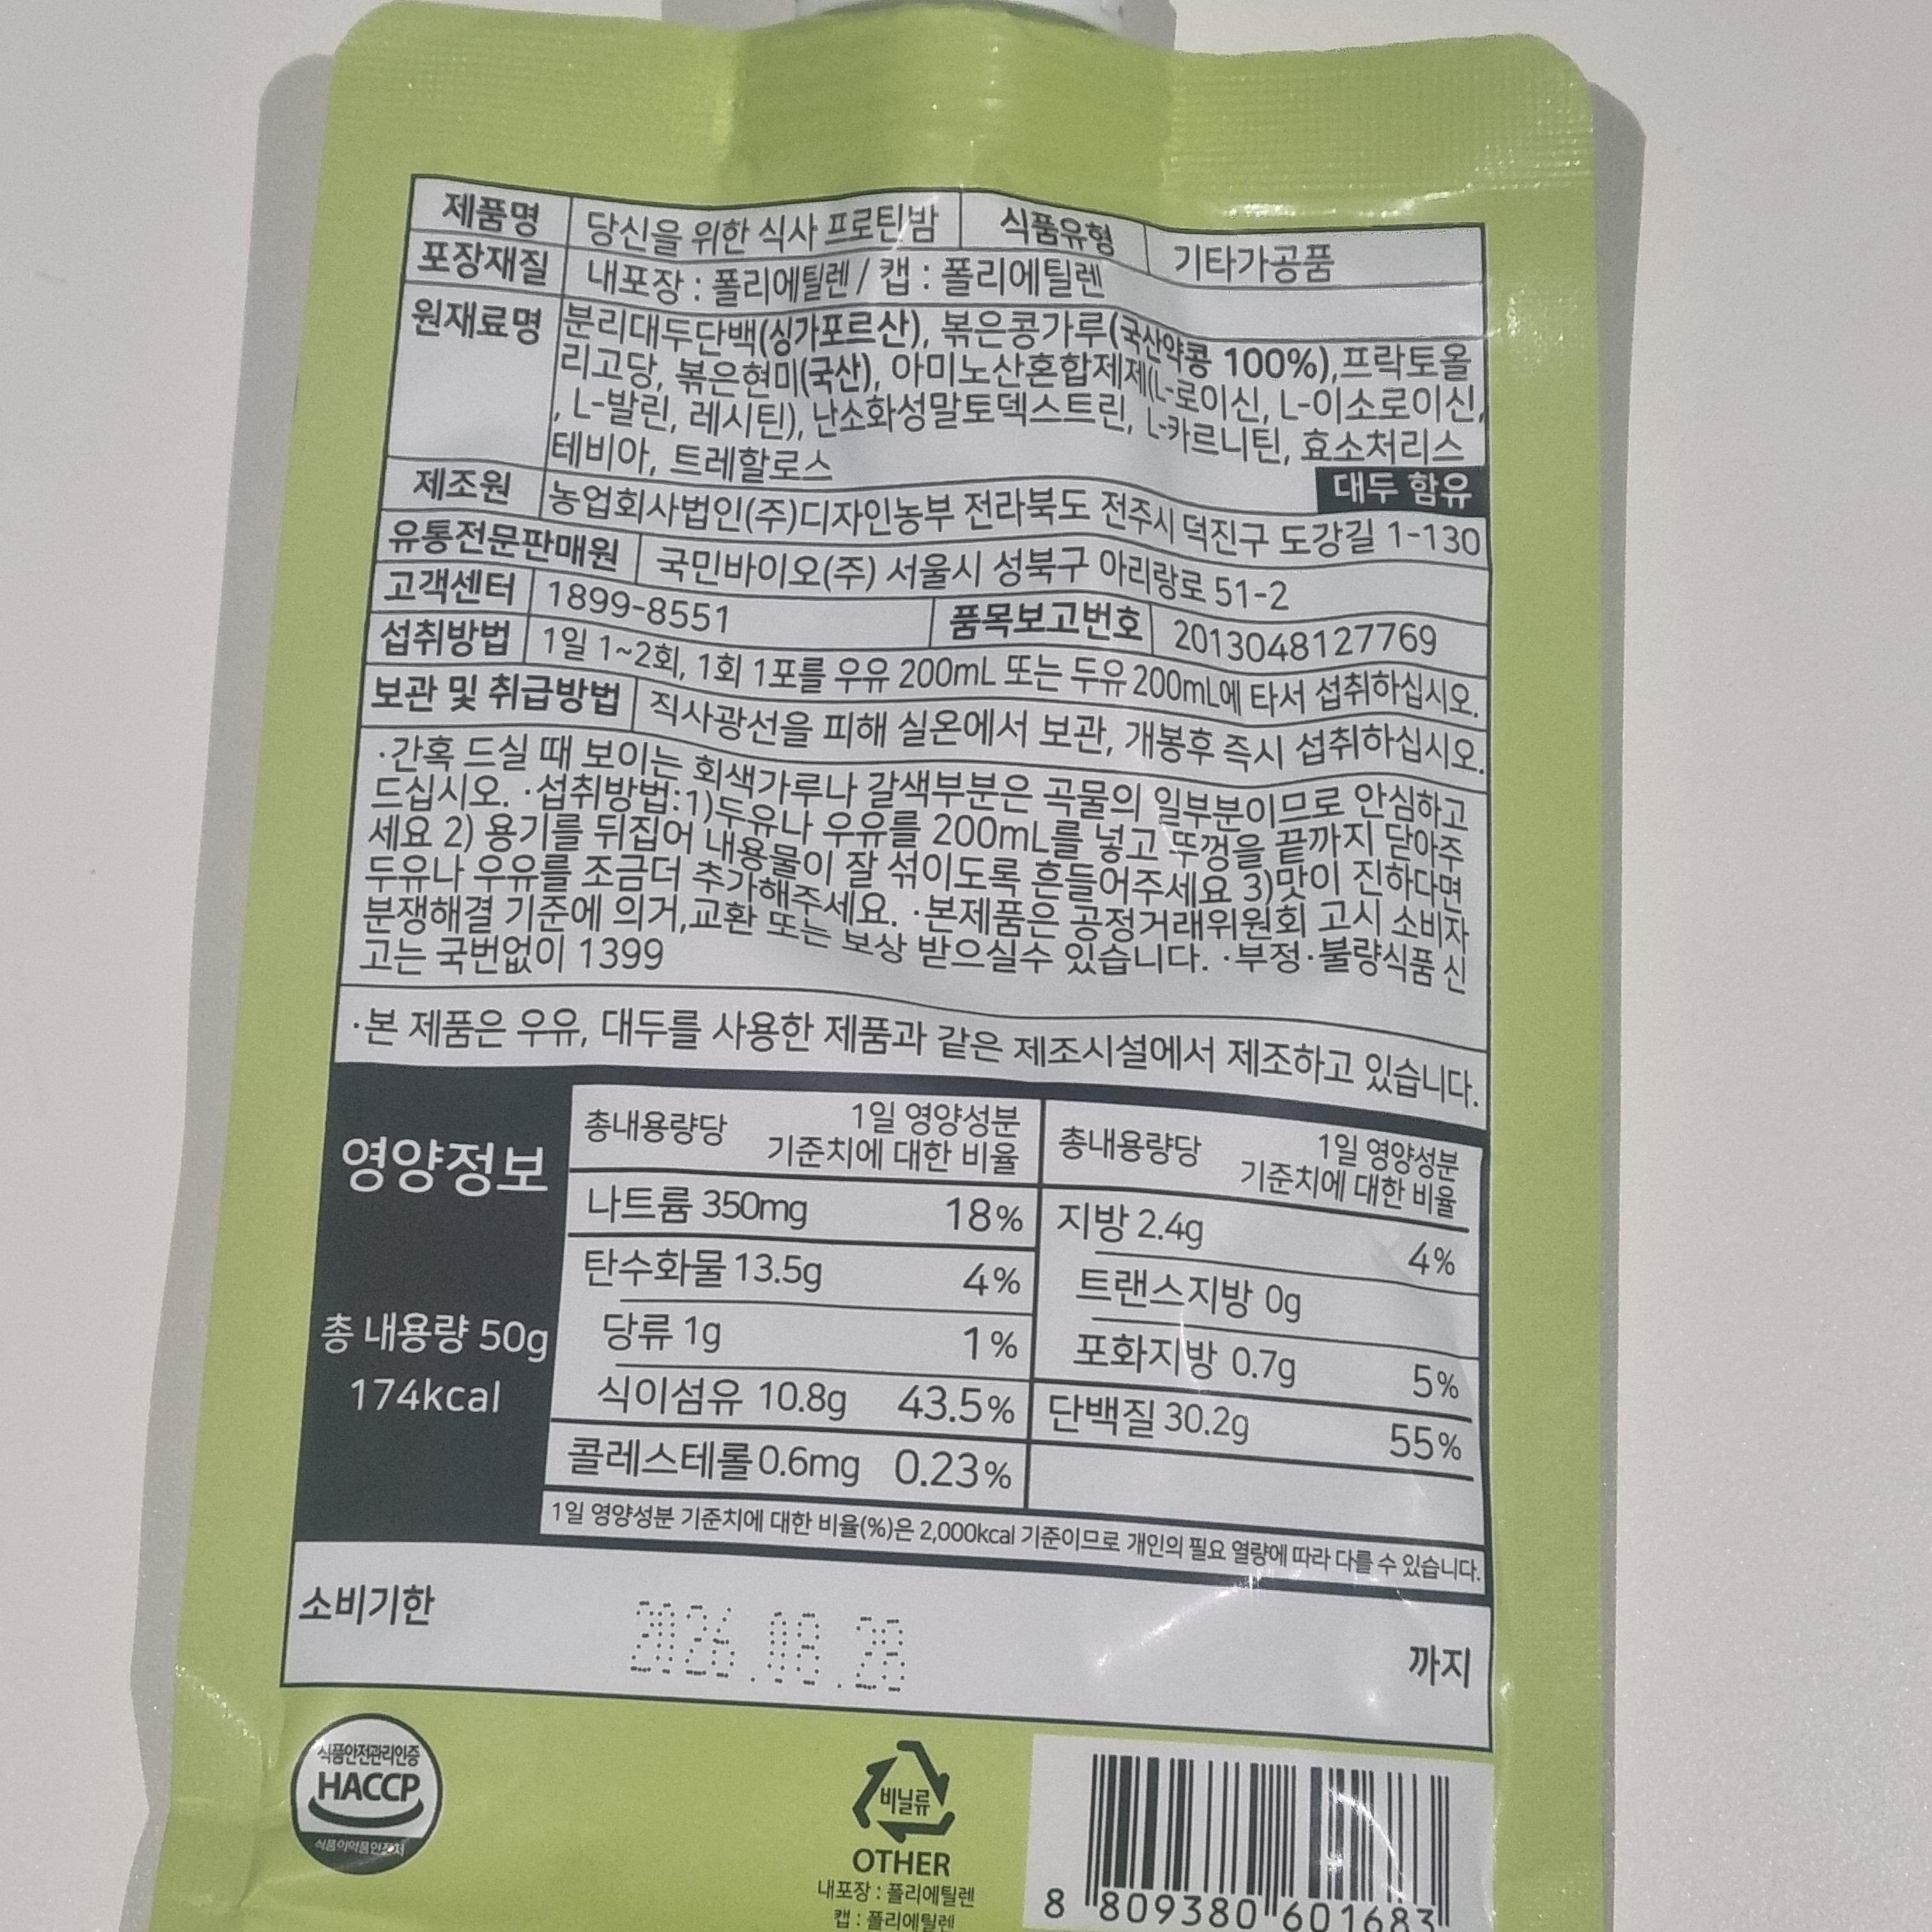 제품명 당신을 위한 식사 프로틴밤 식품유형 기타가공품
포장재질 내포장 : 폴리에틸렌 / 캡 : 폴리에틸렌
원재료명 분리대두단백(싱가포르산), 볶은콩가루(국산약콩 100%),프락토올
리고당, 볶은현미(국산), 아미노산혼합제제(L-로이신, L-이소로이신,
, L-발린, 레시틴), 난소화성말토덱스트린, L-카르니틴, 효소처리스
테비아, 트레할로스
대두 함유
제조원 농업회사법인(주)디자인농부 전라북도 전주시 덕진구 도강길 1-130
유통전문판매원 국민바이오(주) 서울시 성북구 아리랑로 51-2
고객센터 1899-8551 품목보고번호 2013048127769
섭취방법 1일 1~2회, 1회 1포를 우유 200mL 또는 두유 200mL에 타서 섭취하십시오.
보관 및 취급방법 직사광선을 피해 실온에서 보관, 개봉후 즉시 섭취하십시오.
·간혹 드실 때 보이는 회색가루나 갈색부분은 곡물의 일부분이므로 안심하고
드십시오. ·섭취방법:1)두유나 우유를 200mL를 넣고 뚜껑을 끝까지 닫아주
세요 2) 용기를 뒤집어 내용물이 잘 섞이도록 흔들어주세요 3)맛이 진하다면
두유나 우유를 조금더 추가해주세요. ·본제품은 공정거래위원회 고시 소비자
분쟁해결 기준에 의거,교환 또는 보상 받으실수 있습니다. ·부정·불량식품 신
고는 국번없이 1399
·본 제품은 우유, 대두를 사용한 제품과 같은 제조시설에서 제조하고 있습니다.
영양정보
총 내용량 50g
174kcal
총내용량당 1일 영양성분
기준치에 대한 비율
나트륨 350mg 18%
탄수화물 13.5g 4%
당류 1g 1%
식이섬유 10.8g 43.5%
콜레스테롤 0.6mg 0.23%
총내용량당 1일 영양성분
기준치에 대한 비율
지방 2.4g 4%
트랜스지방 0g
포화지방 0.7g 5%
단백질 30.2g 55%
1일 영양성분 기준치에 대한 비율(%)은 2,000kcal 기준이므로 개인의 필요 열량에 따라 다를 수 있습니다.
소비기한 2026.08.28 까지
식품안전관리인증
HACCP
식품의약품안전처
비닐류
OTHER
내포장 : 폴리에틸렌
캡 : 폴리에틸렌
8 809380 601683